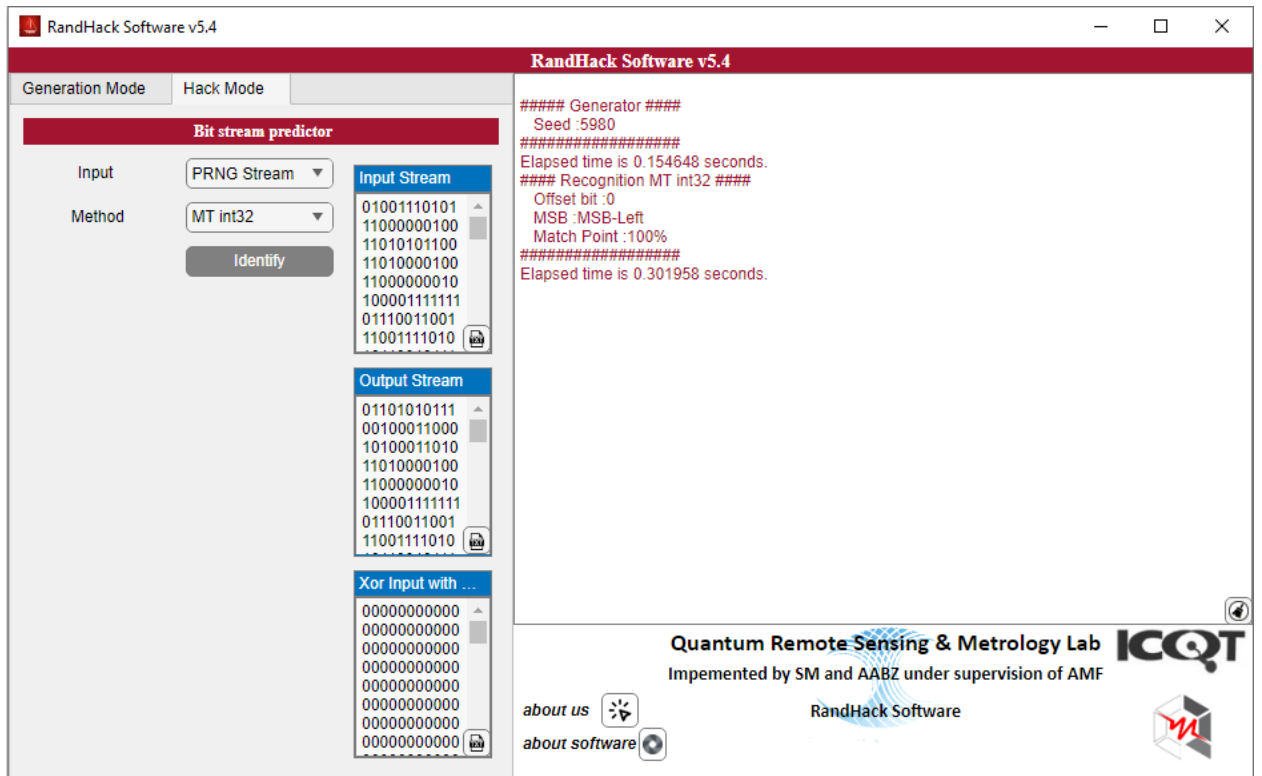 RandHack Software v5.4
RandHack Software v5.4
Generation Mode
Hack Mode
Bit stream predictor
Input
PRNG Stream
Method
MT int32
Identify
Input Stream
01001110101
11000000100
11010101100
11010000100
11000000010
100001111111
01110011001
11001111010
TXT
Output Stream
01101010111
00100011000
10100011010
11010000100
11000000010
100001111111
01110011001
11001111010
TXT
Xor Input with ...
00000000000
00000000000
00000000000
00000000000
00000000000
00000000000
00000000000
00000000000
TXT
##### Generator ####
Seed :5980
##################
Elapsed time is 0.154648 seconds.
#### Recognition MT int32 ####
Offset bit :0
MSB :MSB-Left
Match Point :100%
##################
Elapsed time is 0.301958 seconds.
Quantum Remote Sensing & Metrology Lab
ICQT
Impemented by SM and AABZ under supervision of AMF
about us
RandHack Software
about software